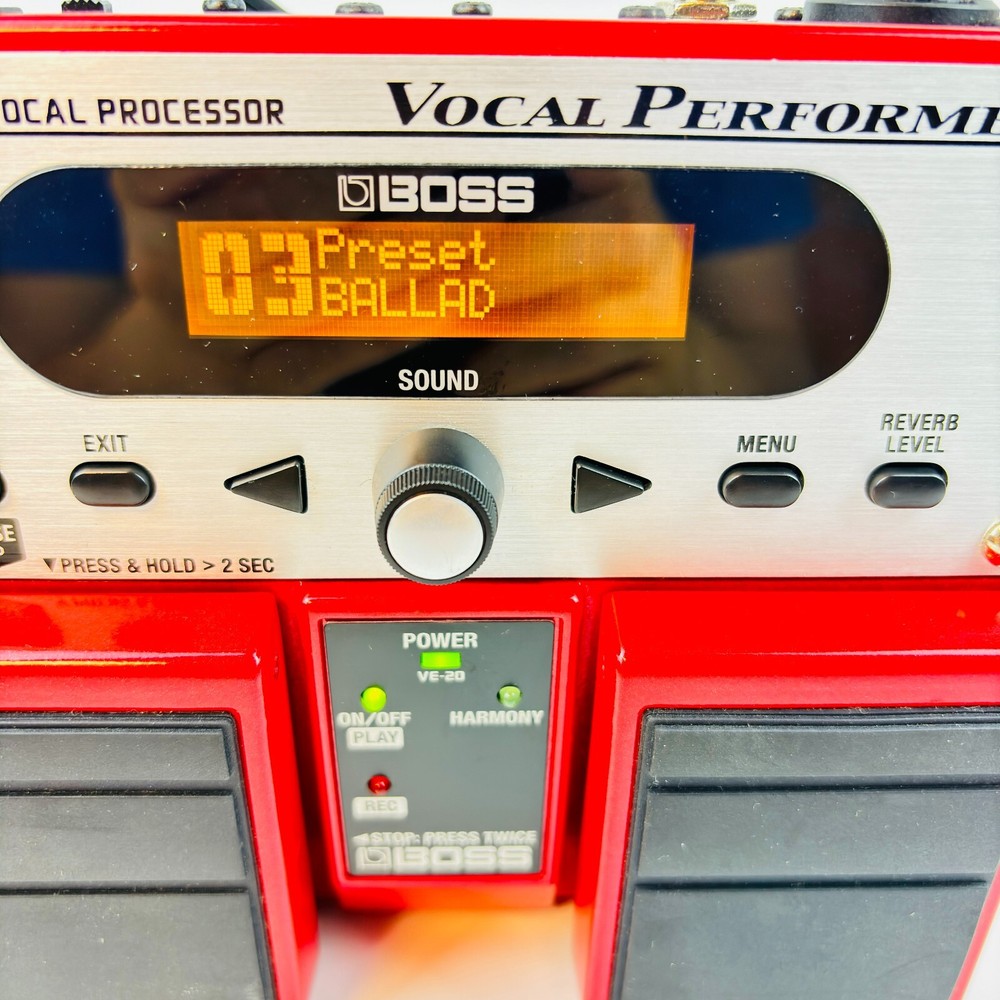 OCAL PROCESSOR
VOCAL PERFORME
BOSS
03 Preset
BALLAD
SOUND
EXIT
MENU
REVERB
LEVEL
SE
PRESS & HOLD > 2 SEC
POWER
VE-20
ON/OFF
HARMONY
PLAY
REC
STOP: PRESS TWICE
BOSS